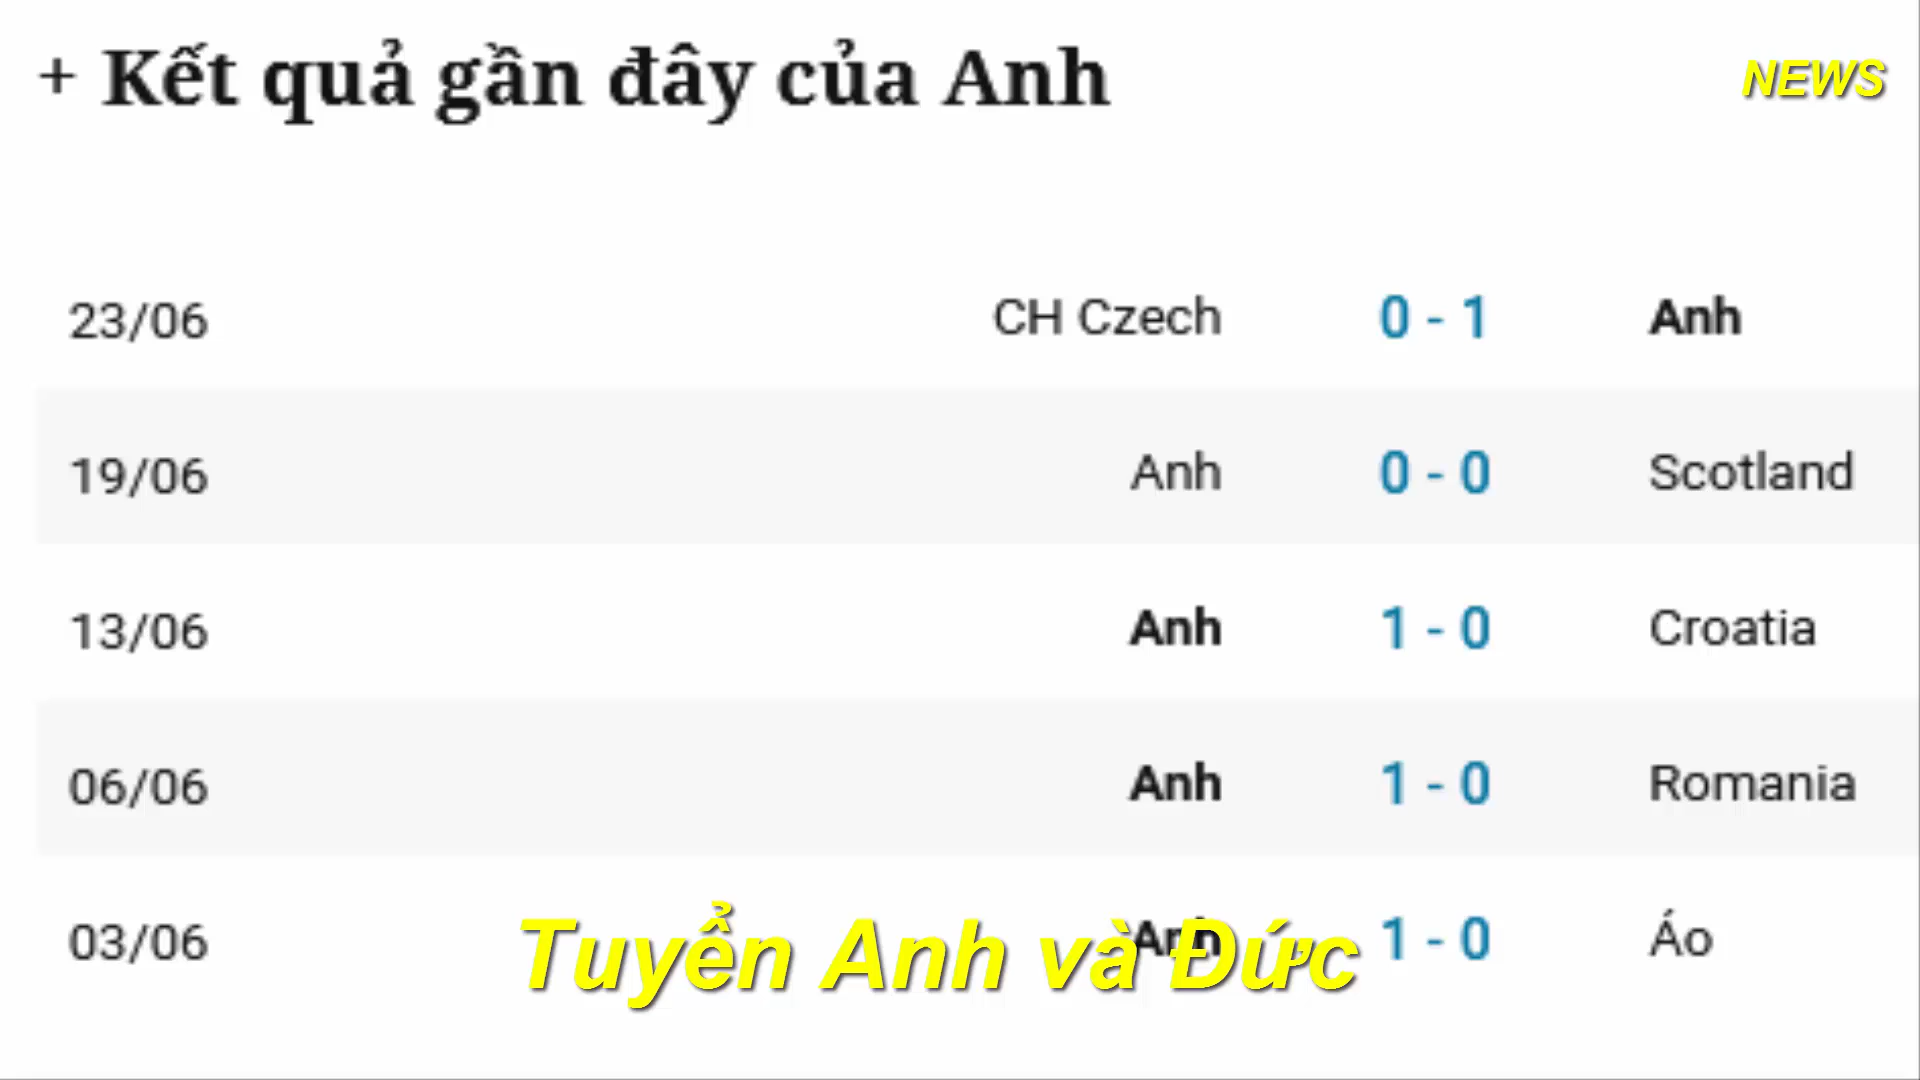 + Kết quả gần đây của Anh
NEWS
23/06 CH Czech 0 - 1 Anh
19/06 Anh 0 - 0 Scotland
13/06 Anh 1 - 0 Croatia
06/06 Anh 1 - 0 Romania
03/06 Anh 1 - 0 Áo
Tuyển Anh và Đức